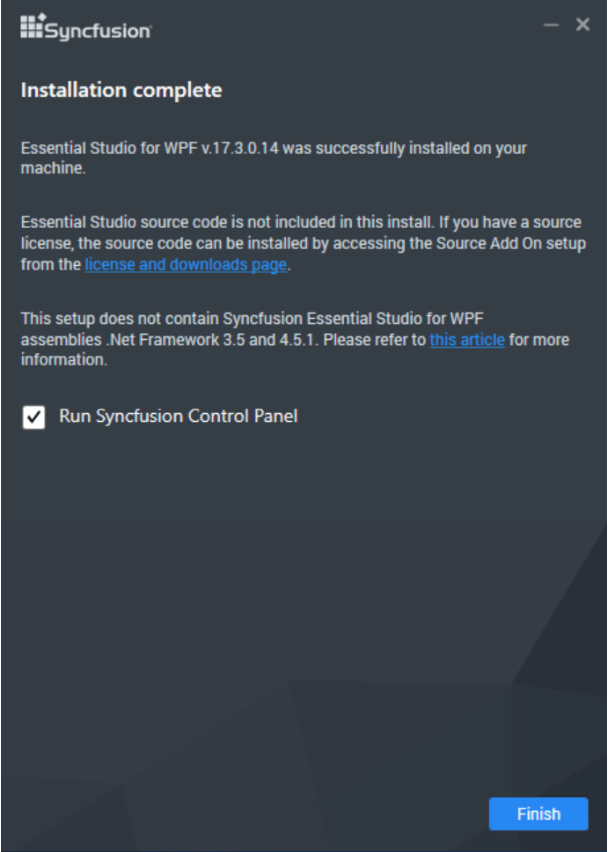 Syncfusion
Installation complete
Essential Studio for WPF v.17.3.0.14 was successfully installed on your
machine.
Essential Studio source code is not included in this install. If you have a source
license, the source code can be installed by accessing the Source Add On setup
from the license and downloads page.
This setup does not contain Syncfusion Essential Studio for WPF
assemblies .Net Framework 3.5 and 4.5.1. Please refer to this article for more
information.
Run Syncfusion Control Panel
Finish